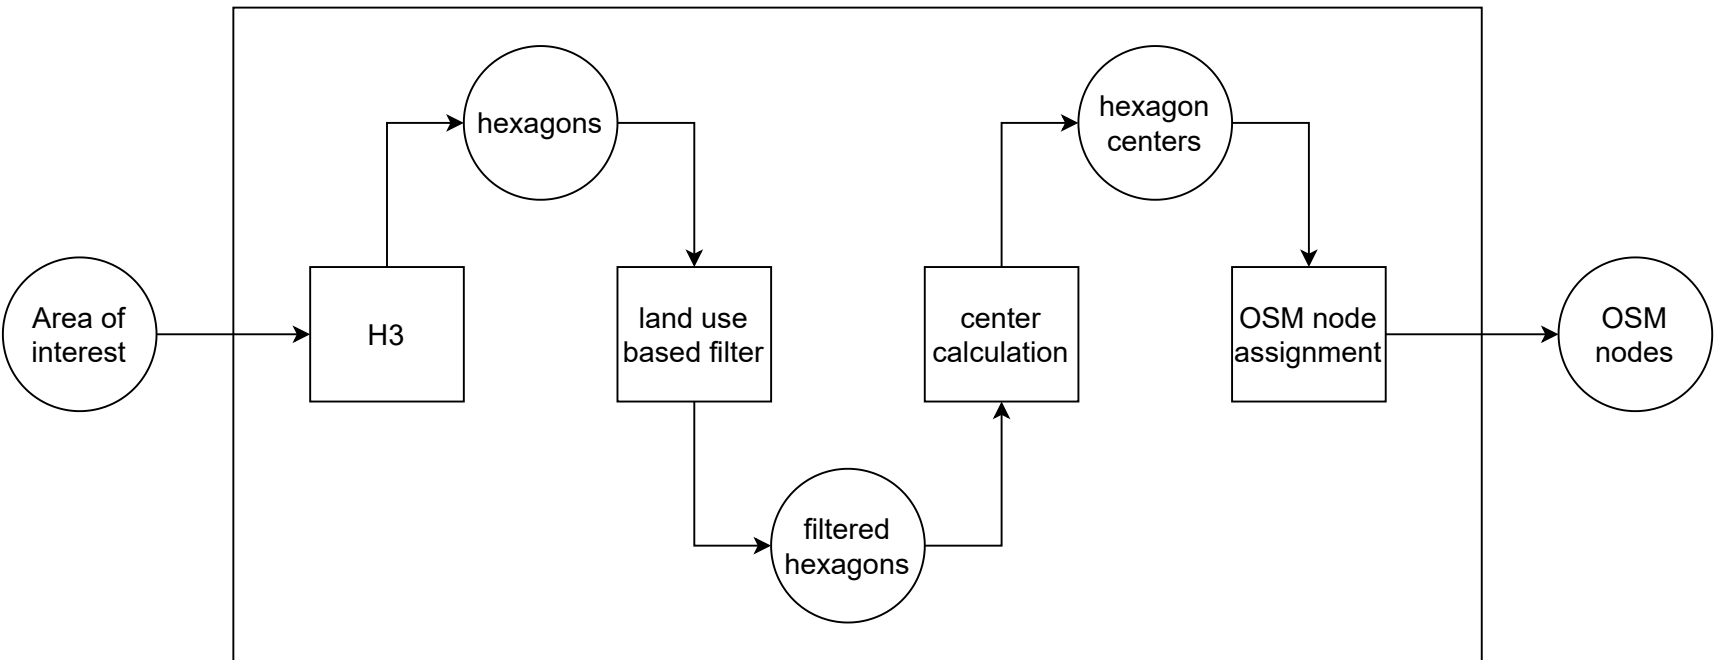 Area of
interest
H3
hexagons
land use
based filter
filtered
hexagons
center
calculation
hexagon
centers
OSM node
assignment
OSM
nodes